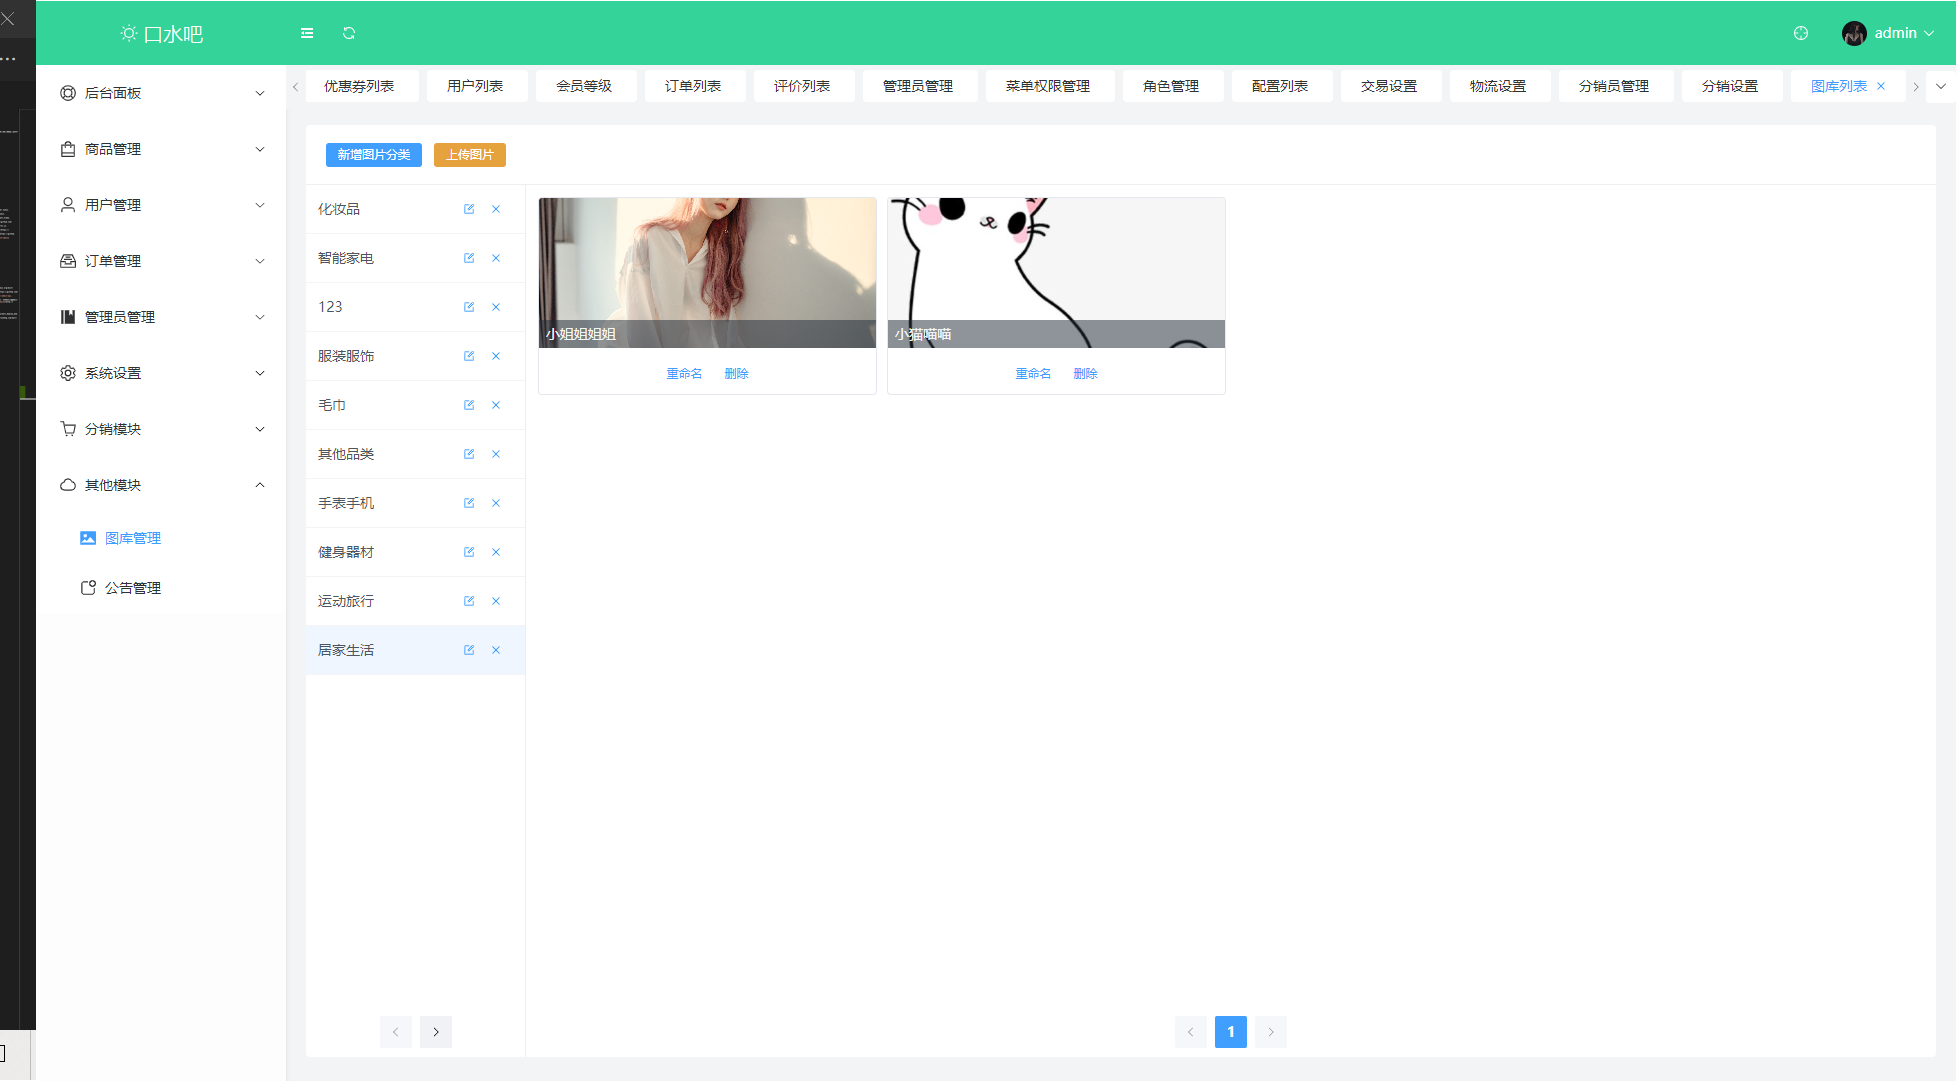 口水吧
admin
后台面板
商品管理
用户管理
订单管理
管理员管理
系统设置
分销模块
其他模块
图库管理
公告管理
优惠券列表 用户列表 会员等级 订单列表 评价列表 管理员管理 菜单权限管理 角色管理 配置列表 交易设置 物流设置 分销员管理 分销设置 图库列表
新增图片分类 上传图片
化妆品
智能家电
123
服装服饰
毛巾
其他品类
手表手机
健身器材
运动旅行
居家生活
小姐姐姐姐
重命名 删除
小猫喵喵
重命名 删除
1